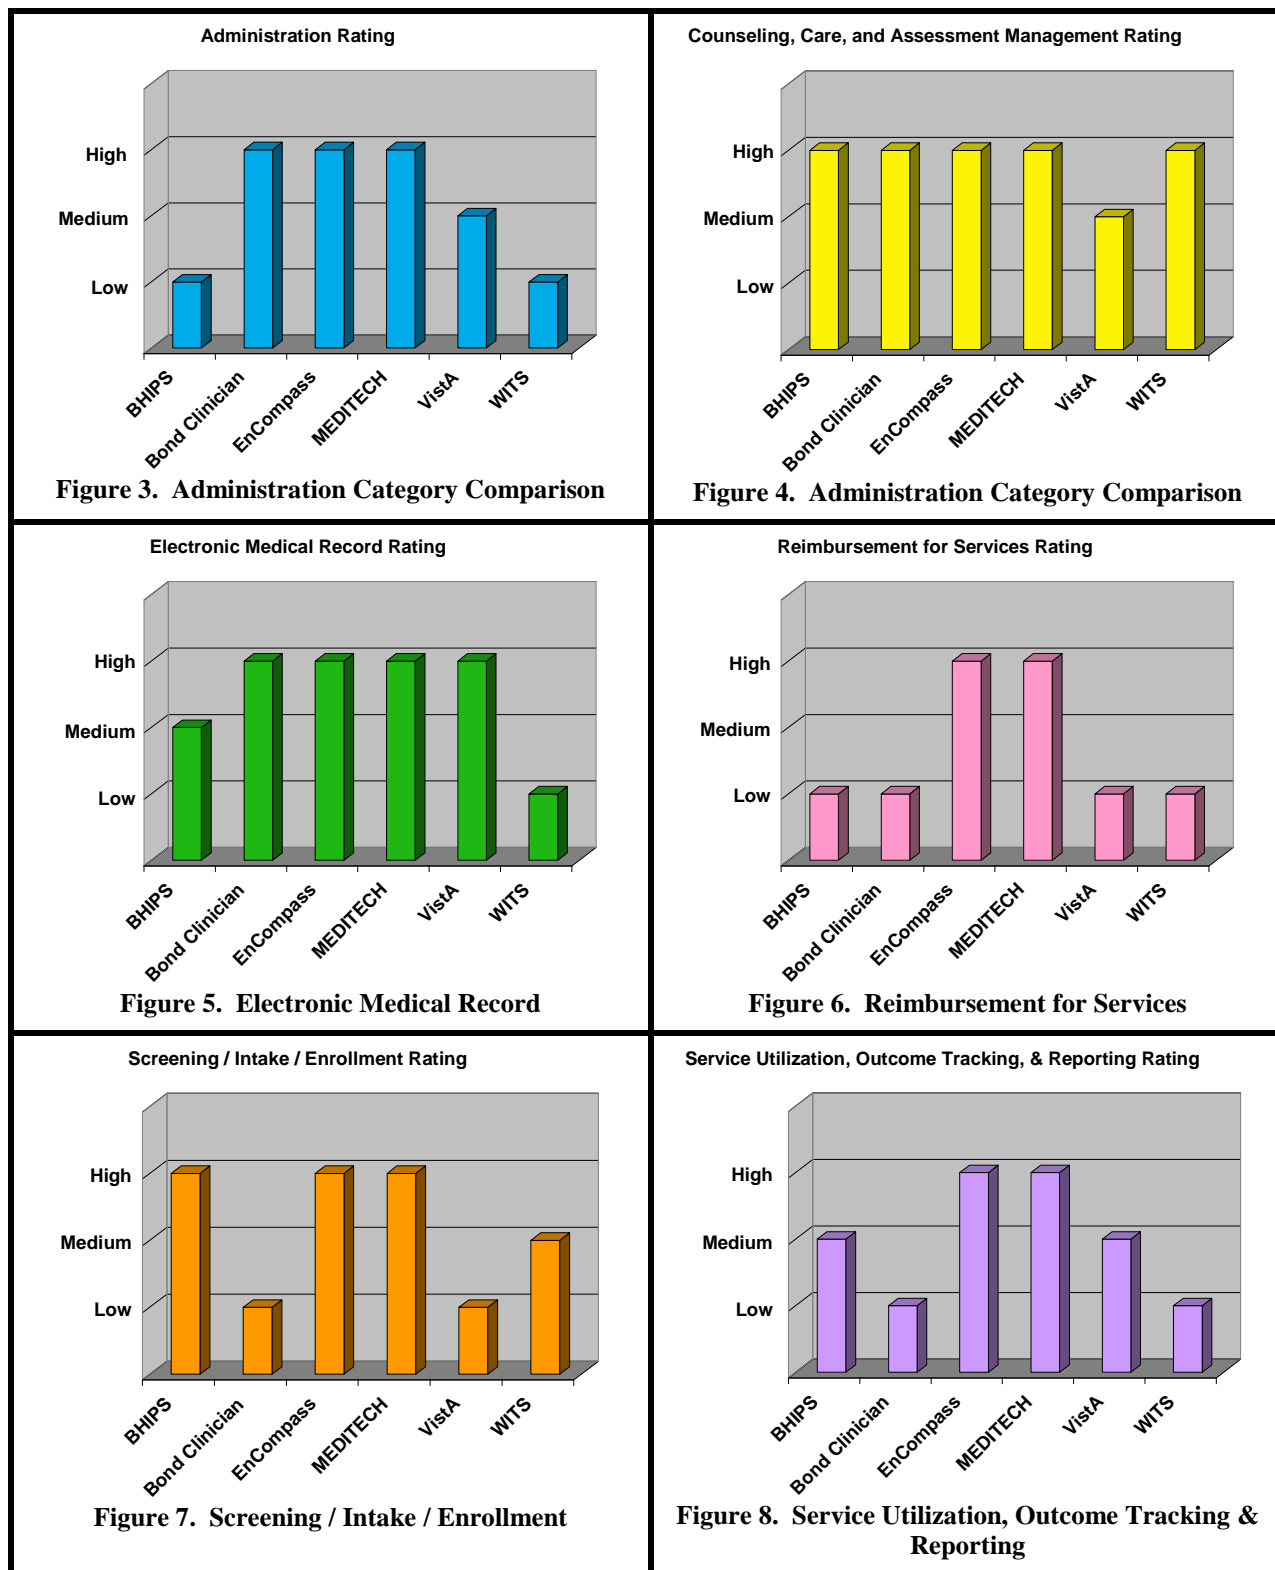 Administration Rating
High
Medium
Low
BHIPS
Bond Clinician
EnCompass
MEDITECH
VistA
WITS
Figure 3.  Administration Category Comparison
Counseling, Care, and Assessment Management Rating
High
Medium
Low
BHIPS
Bond Clinician
EnCompass
MEDITECH
VistA
WITS
Figure 4.  Administration Category Comparison
Electronic Medical Record Rating
High
Medium
Low
BHIPS
Bond Clinician
EnCompass
MEDITECH
VistA
WITS
Figure 5.  Electronic Medical Record
Reimbursement for Services Rating
High
Medium
Low
BHIPS
Bond Clinician
EnCompass
MEDITECH
VistA
WITS
Figure 6.  Reimbursement for Services
Screening / Intake / Enrollment Rating
High
Medium
Low
BHIPS
Bond Clinician
EnCompass
MEDITECH
VistA
WITS
Figure 7.  Screening / Intake / Enrollment
Service Utilization, Outcome Tracking, & Reporting Rating
High
Medium
Low
BHIPS
Bond Clinician
EnCompass
MEDITECH
VistA
WITS
Figure 8.  Service Utilization, Outcome Tracking &
Reporting